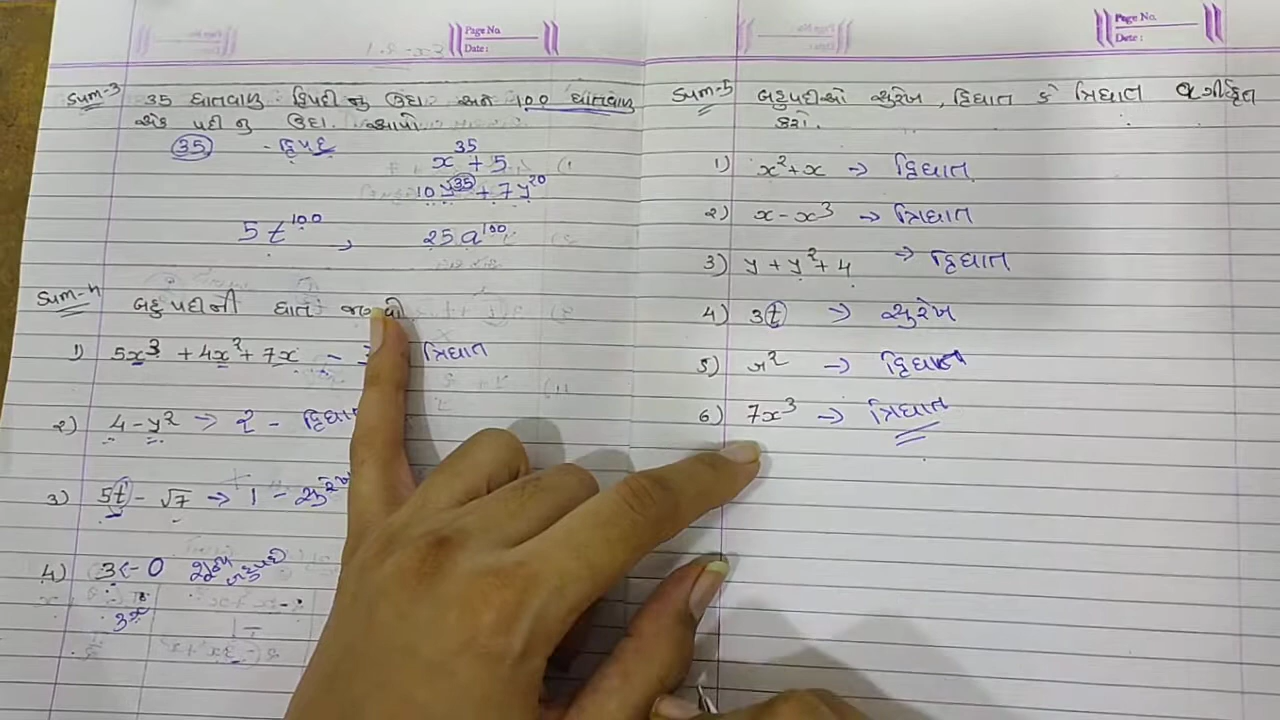 Page No.
Date :
Sum-3 35 ઘાતવાળુ દ્વિપદી નુ ઉદા. અને 100 ઘાતવાળુ
એક પદી નુ ઉદા. આપો
35 - દ્વિપદ x³⁵ + 5
10y³⁵ + 7y²⁰
5t¹⁰⁰, 25a¹⁰⁰
Sum-4 બહુપદીની ઘાત
1) 5x³ + 4x² + 7x - ત્રિઘાત
2) 4 - y² → 2 - દ્વિઘાત
3) 5t - √7 → 1 - સુરેખ
4) 3 ← 0 શૂન્ય બહુપદી
3x
Page No.
Date :
Sum-5 બહુપદીઓ સુરેખ, દ્વિઘાત કે ત્રિઘાત વર્ગીકૃત
કરો.
1) x² + x → દ્વિઘાત
2) x - x³ → ત્રિઘાત
3) y + y² + 4 → દ્વિઘાત
4) 3t → સુરેખ
5) r² → દ્વિઘાત
6) 7x³ → ત્રિઘાત